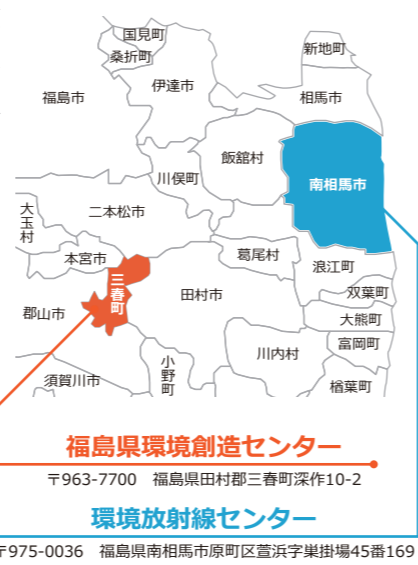 国見町
桑折町
新地町
伊達市
福島市
相馬市
飯舘村
川俣町
南相馬市
大玉村
二本松市
本宮市
葛尾村
浪江町
三春町
田村市
双葉町
郡山市
大熊町
富岡町
川内村
小野町
須賀川市
楢葉町
福島県環境創造センター
〒963-7700 福島県田村郡三春町深作10-2
環境放射線センター
〒975-0036 福島県南相馬市原町区萱浜字巣掛場45番169